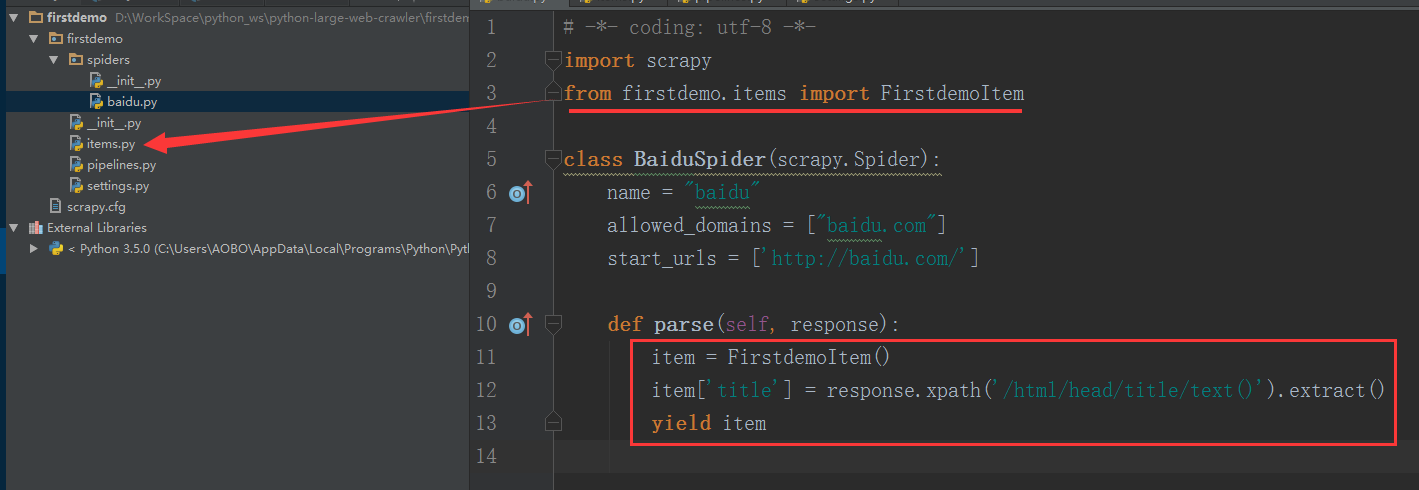 firstdemo D:\WorkSpace\python_ws\python-large-web-crawler\firstdem
firstdemo
spiders
__init__.py
baidu.py
__init__.py
items.py
pipelines.py
settings.py
scrapy.cfg
External Libraries
< Python 3.5.0 (C:\Users\AOBO\AppData\Local\Programs\Python\Pyt
1 # -*- coding: utf-8 -*-
2 import scrapy
3 from firstdemo.items import FirstdemoItem
4
5 class BaiduSpider(scrapy.Spider):
6 name = "baidu"
7 allowed_domains = ["baidu.com"]
8 start_urls = ['http://baidu.com/']
9
10 def parse(self, response):
11 item = FirstdemoItem()
12 item['title'] = response.xpath('/html/head/title/text()').extract()
13 yield item
14